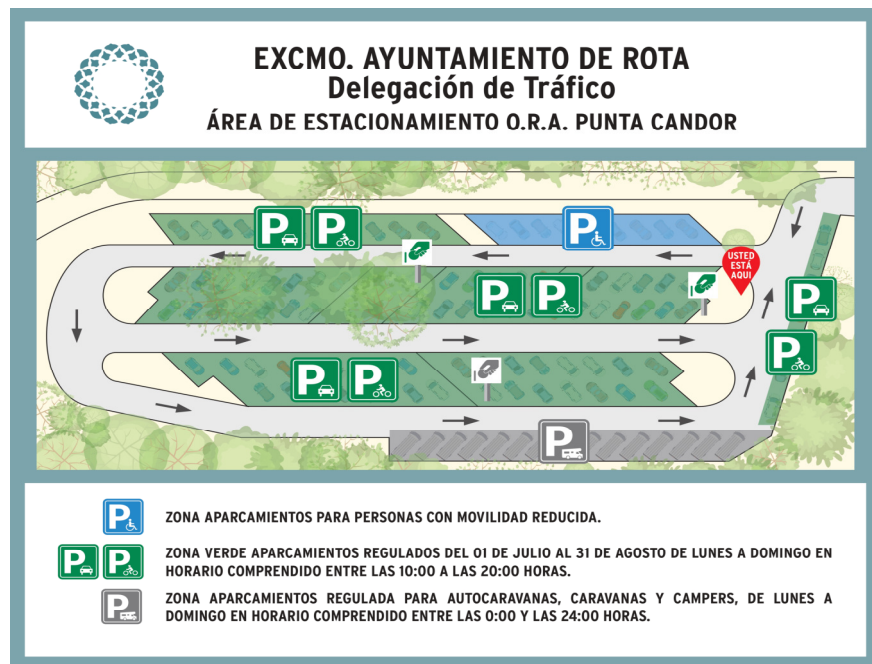 EXCMO. AYUNTAMIENTO DE ROTA
Delegación de Tráfico
ÁREA DE ESTACIONAMIENTO O.R.A. PUNTA CANDOR
P P
P
USTED
ESTÁ
AQUI
P P
P
P
P P
P
P
ZONA APARCAMIENTOS PARA PERSONAS CON MOVILIDAD REDUCIDA.
P P
ZONA VERDE APARCAMIENTOS REGULADOS DEL 01 DE JULIO AL 31 DE AGOSTO DE LUNES A DOMINGO EN
HORARIO COMPRENDIDO ENTRE LAS 10:00 A LAS 20:00 HORAS.
P
ZONA APARCAMIENTOS REGULADA PARA AUTOCARAVANAS, CARAVANAS Y CAMPERS, DE LUNES A
DOMINGO EN HORARIO COMPRENDIDO ENTRE LAS 0:00 Y LAS 24:00 HORAS.